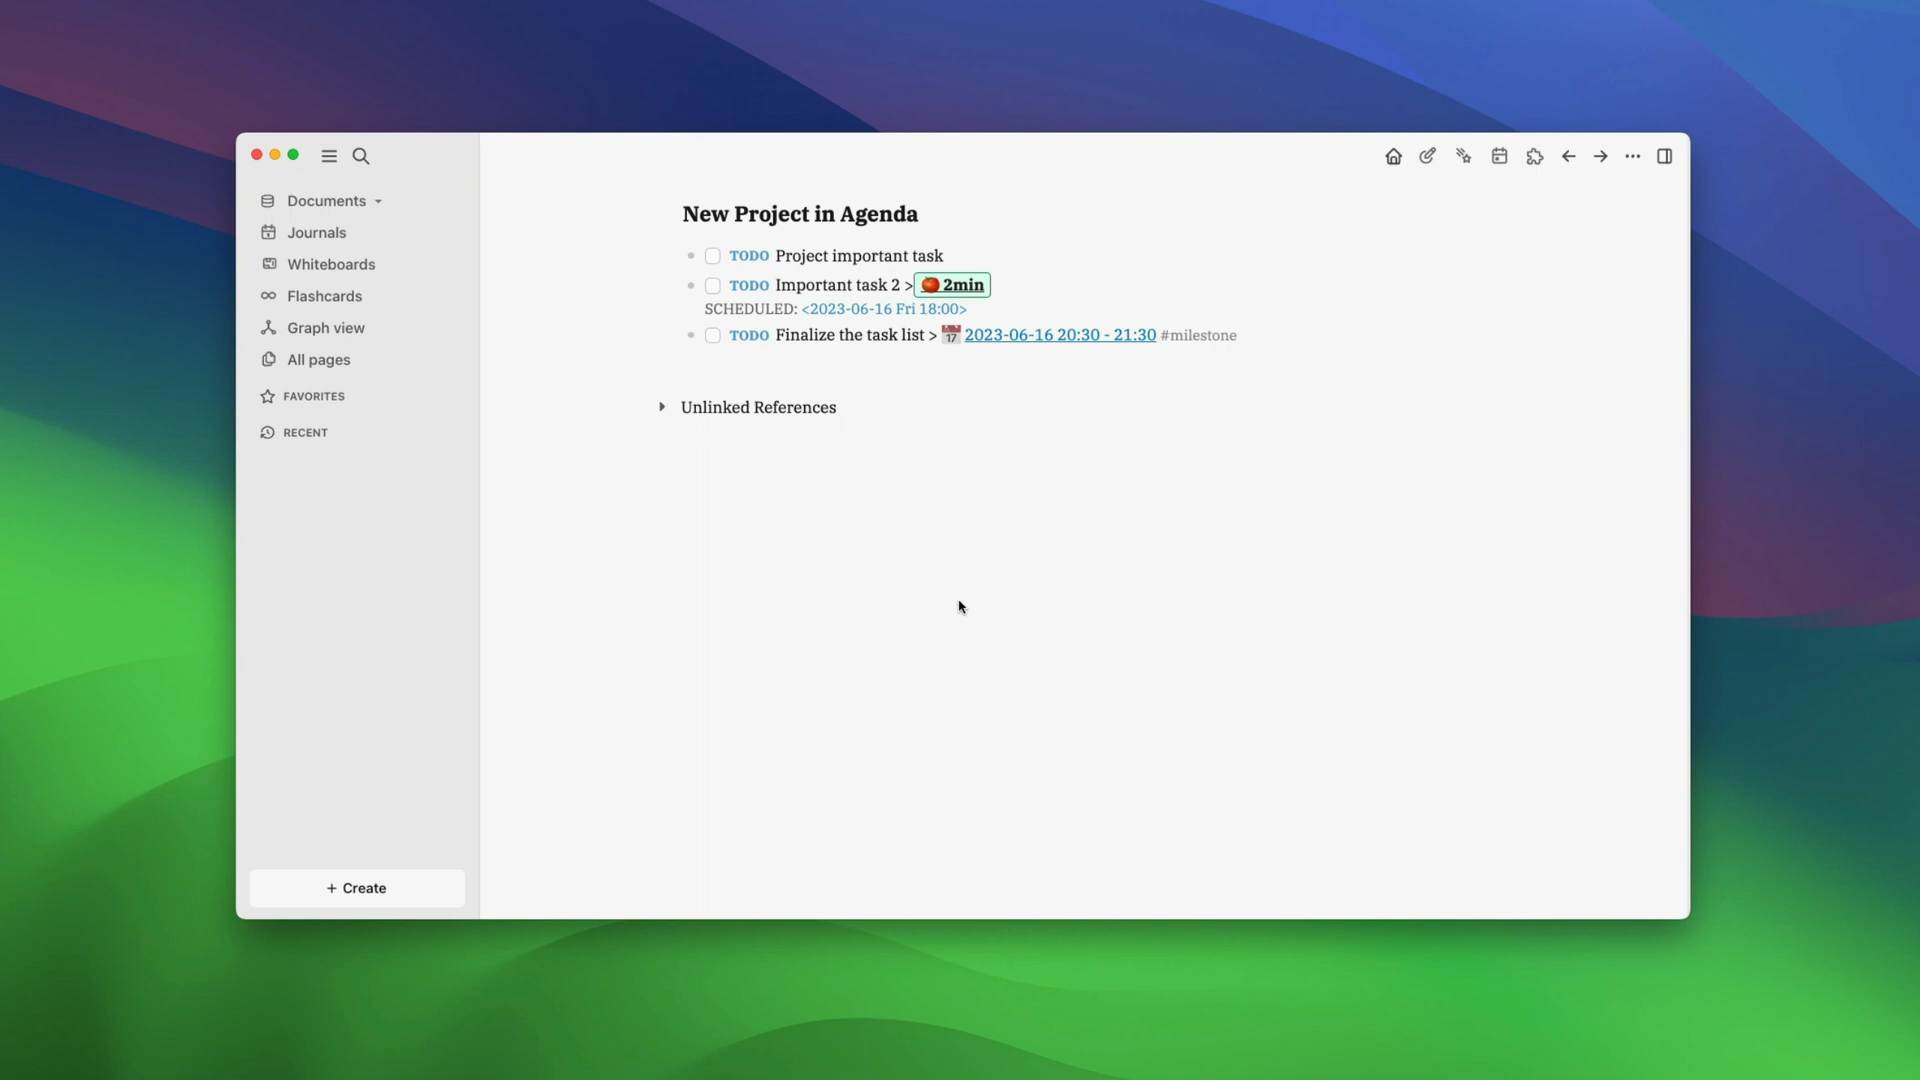 Documents
Journals
Whiteboards
Flashcards
Graph view
All pages
FAVORITES
RECENT
+ Create
New Project in Agenda
TODO Project important task
TODO Important task 2 > 🍅 2min
SCHEDULED: <2023-06-16 Fri 18:00>
TODO Finalize the task list > 📅 2023-06-16 20:30 - 21:30 #milestone
Unlinked References